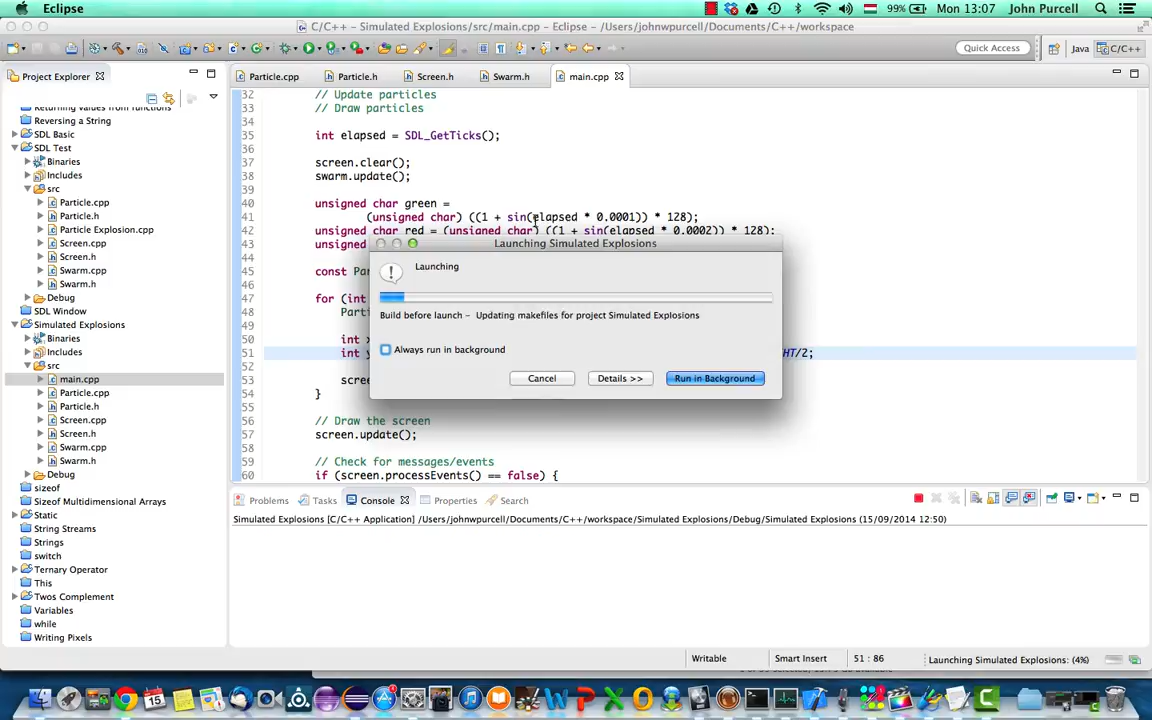 Eclipse
99%
Mon 13:07
John Purcell
C/C++ - Simulated Explosions/src/main.cpp - Eclipse - /Users/johnwpurcell/Documents/C++/workspace
Quick Access
Java
C/C++
Project Explorer
Particle.cpp
Particle.h
Screen.h
Swarm.h
main.cpp
Returning Values from Functions
Reversing a String
SDL Basic
SDL Test
Binaries
Includes
src
Particle.cpp
Particle.h
Particle Explosion.cpp
Screen.cpp
Screen.h
Swarm.cpp
Swarm.h
Debug
SDL Window
Simulated Explosions
Binaries
Includes
src
main.cpp
Particle.cpp
Particle.h
Screen.cpp
Screen.h
Swarm.cpp
Swarm.h
Debug
sizeof
Sizeof Multidimensional Arrays
Static
String Streams
Strings
switch
Ternary Operator
This
Twos Complement
Variables
while
Writing Pixels
32 // Update particles
33 // Draw particles
34
35 int elapsed = SDL_GetTicks();
36
37 screen.clear();
38 swarm.update();
39
40 unsigned char green =
41 (unsigned char) ((1 + sin(elapsed * 0.0001)) * 128);
42 unsigned char red = (unsigned char) ((1 + sin(elapsed * 0.0002)) * 128);
43 unsigned
44
45 const Par
46
47 for (int
48 Parti
49
50 int x
51 int y HT/2;
52
53 scree
54 }
55
56 // Draw the screen
57 screen.update();
58
59 // Check for messages/events
60 if (screen.processEvents() == false) {
Launching Simulated Explosions
Launching
Build before launch - Updating makefiles for project Simulated Explosions
Always run in background
Cancel
Details >>
Run in Background
Problems
Tasks
Console
Properties
Search
Simulated Explosions [C/C++ Application] /Users/johnwpurcell/Documents/C++/workspace/Simulated Explosions/Debug/Simulated Explosions (15/09/2014 12:50)
Writable
Smart Insert
51 : 86
Launching Simulated Explosions: (4%)